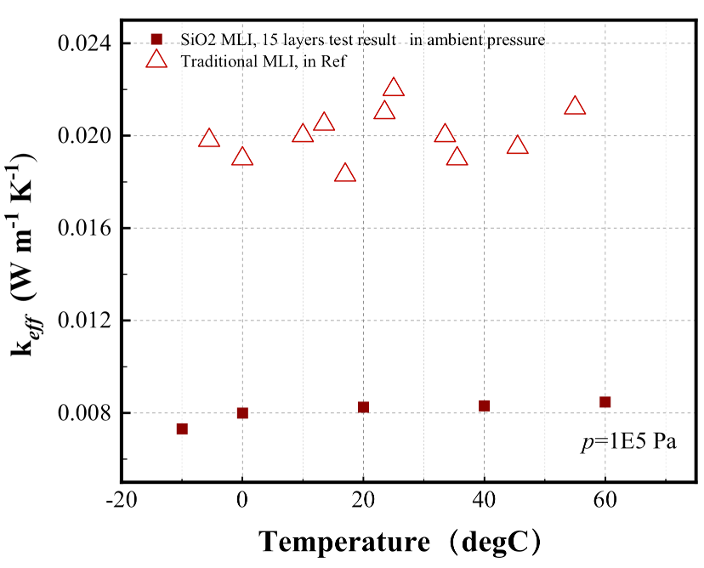 SiO2 MLI, 15 layers test result in ambient pressure
Traditional MLI, in Ref
0.024
0.020
0.016
0.012
0.008
k_eff (W m⁻¹ K⁻¹)
p=1E5 Pa
-20
0
20
40
60
Temperature (degC)